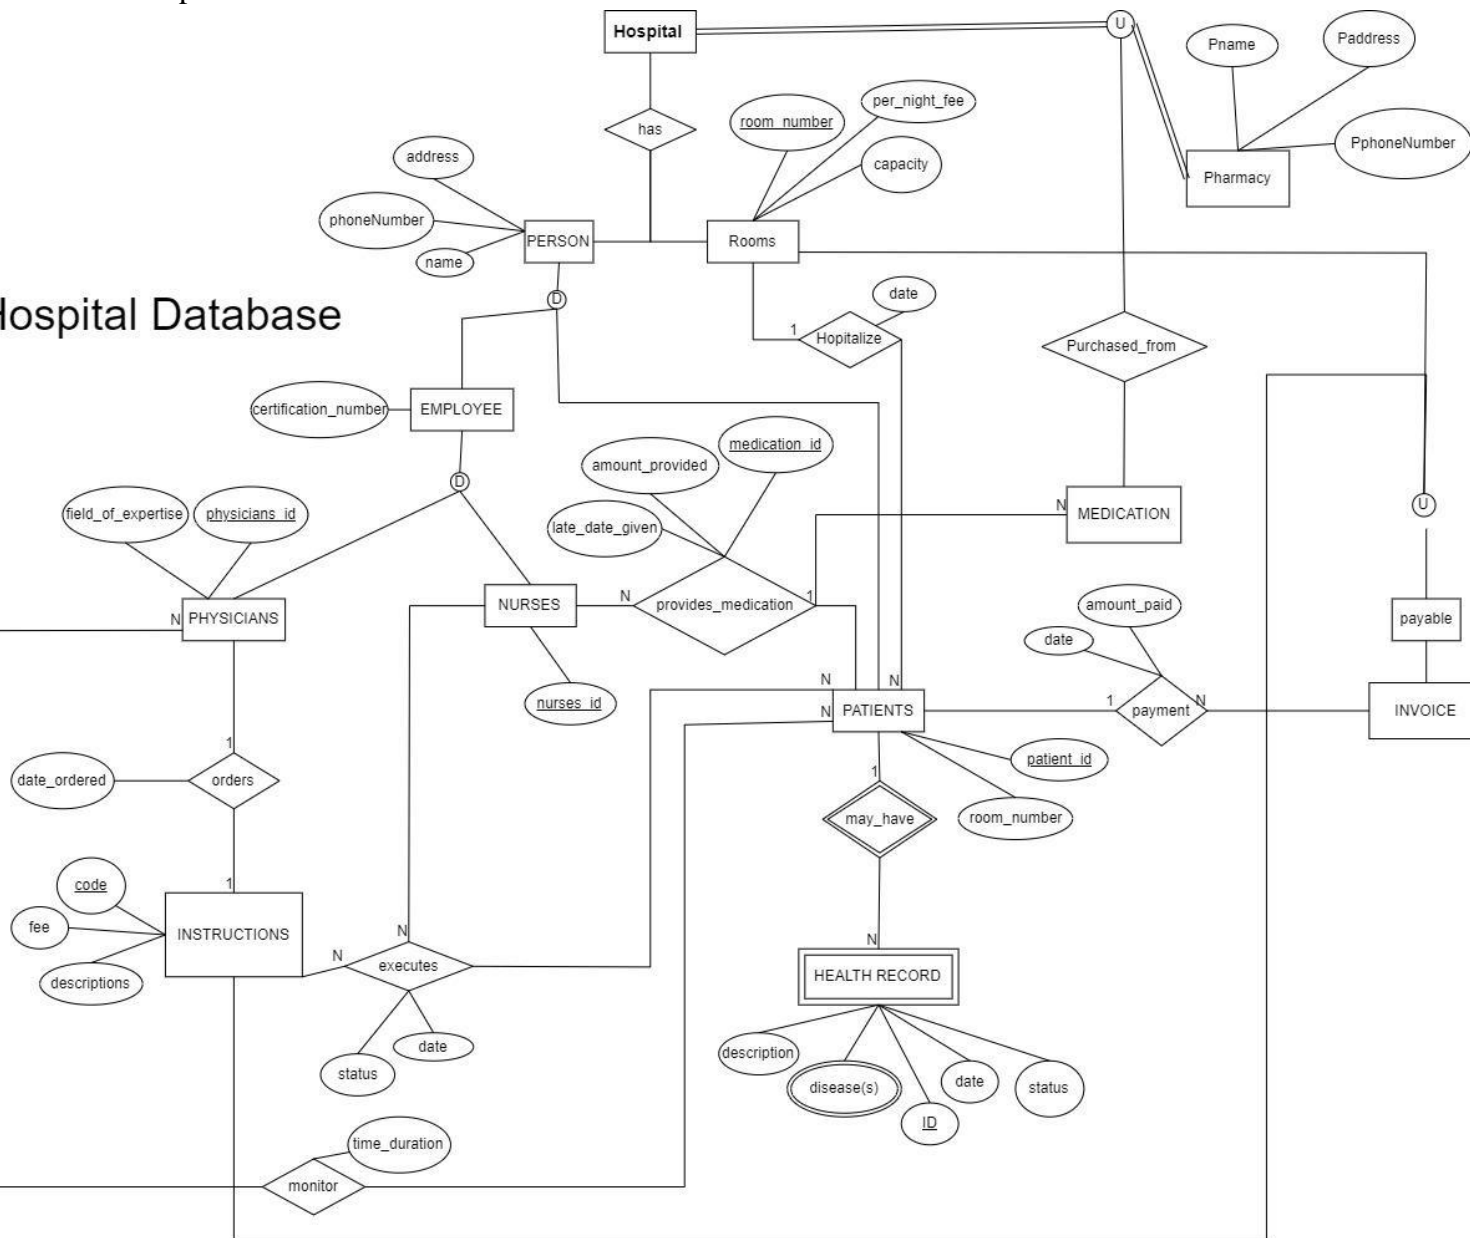 Hospital
U
Pname
Paddress
PphoneNumber
Pharmacy
has
room_number
per_night_fee
capacity
address
phoneNumber
name
PERSON
Rooms
D
date
Hospital Database
1
Hopitalize
Purchased_from
certification_number
EMPLOYEE
D
medication_id
amount_provided
late_date_given
field_of_expertise
physicians_id
N
MEDICATION
U
N
PHYSICIANS
NURSES
N
provides_medication
1
amount_paid
date
payable
nurses_id
N
N
N
PATIENTS
1
payment
N
INVOICE
patient_id
room_number
1
date_ordered
orders
1
may_have
code
1
fee
INSTRUCTIONS
descriptions
N
N
executes
N
HEALTH RECORD
status
date
description
disease(s)
ID
date
status
time_duration
monitor